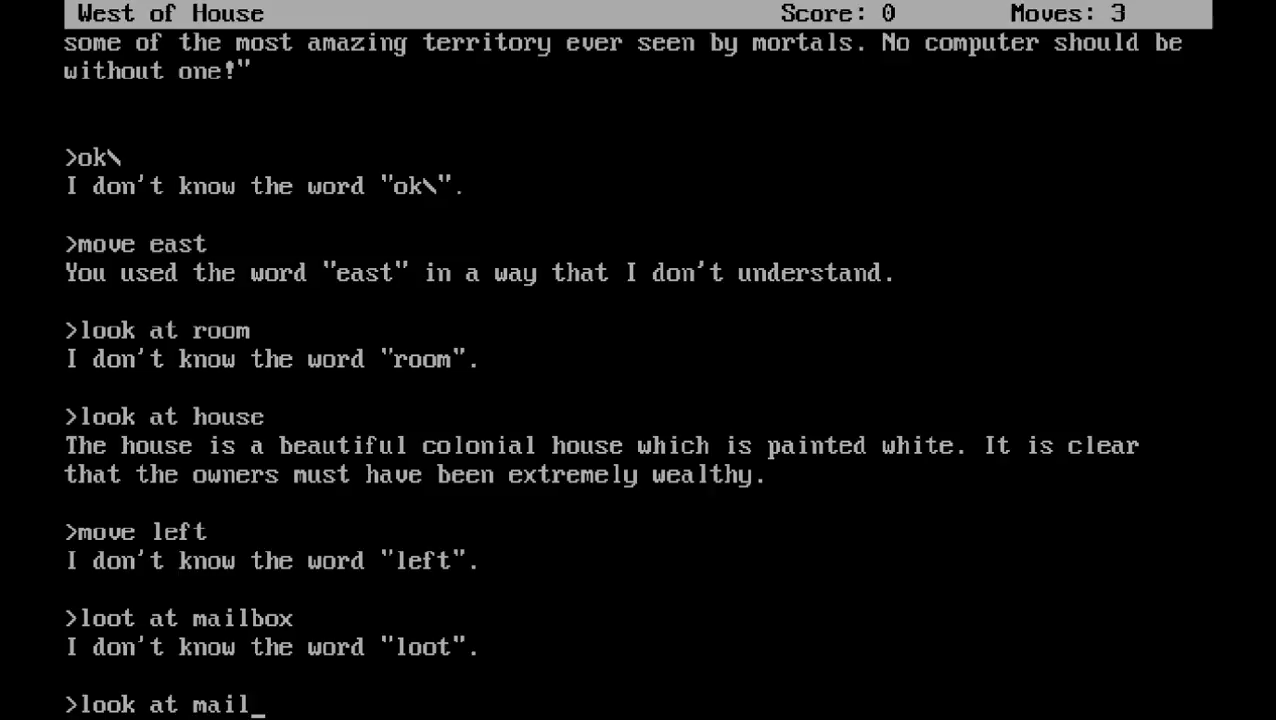 West of House Score: 0 Moves: 3
some of the most amazing territory ever seen by mortals. No computer should be
without one!"
>ok\
I don't know the word "ok\".
>move east
You used the word "east" in a way that I don't understand.
>look at room
I don't know the word "room".
>look at house
The house is a beautiful colonial house which is painted white. It is clear
that the owners must have been extremely wealthy.
>move left
I don't know the word "left".
>loot at mailbox
I don't know the word "loot".
>look at mail_